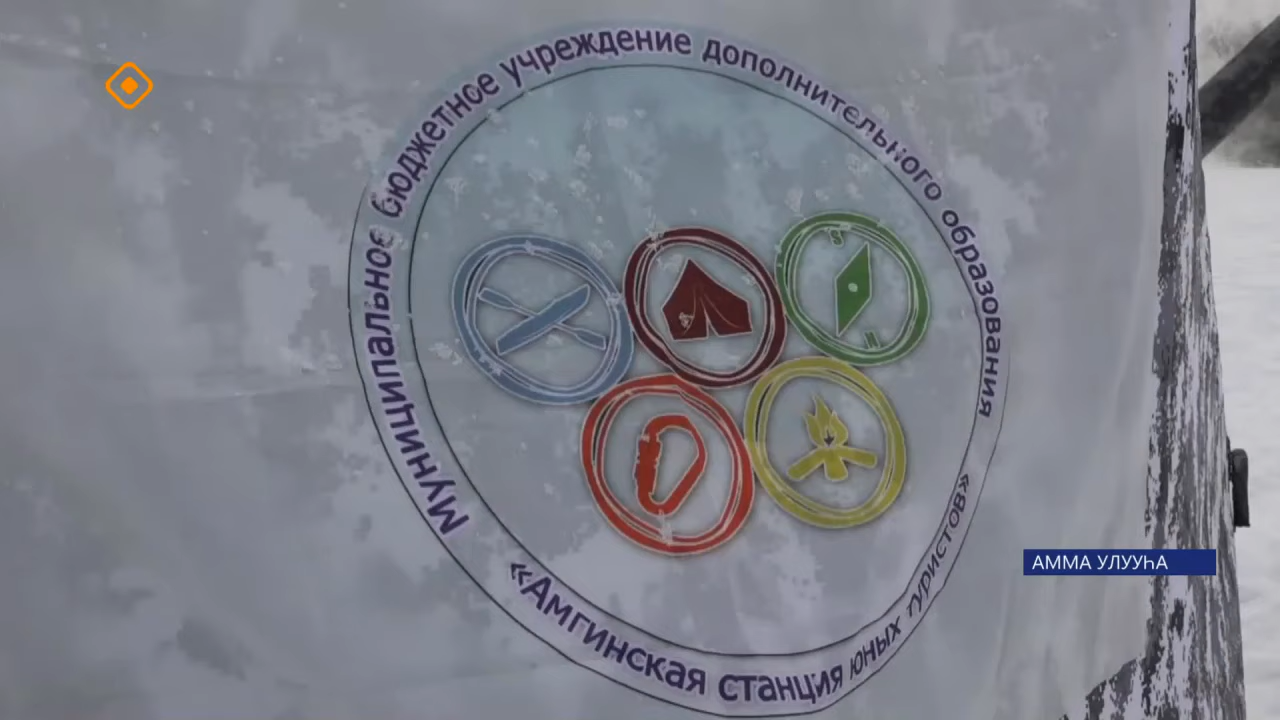 Муниципальное бюджетное учреждение дополнительного образования
«Амгинская станция юных туристов»
S
N
АММА УЛУУҺА